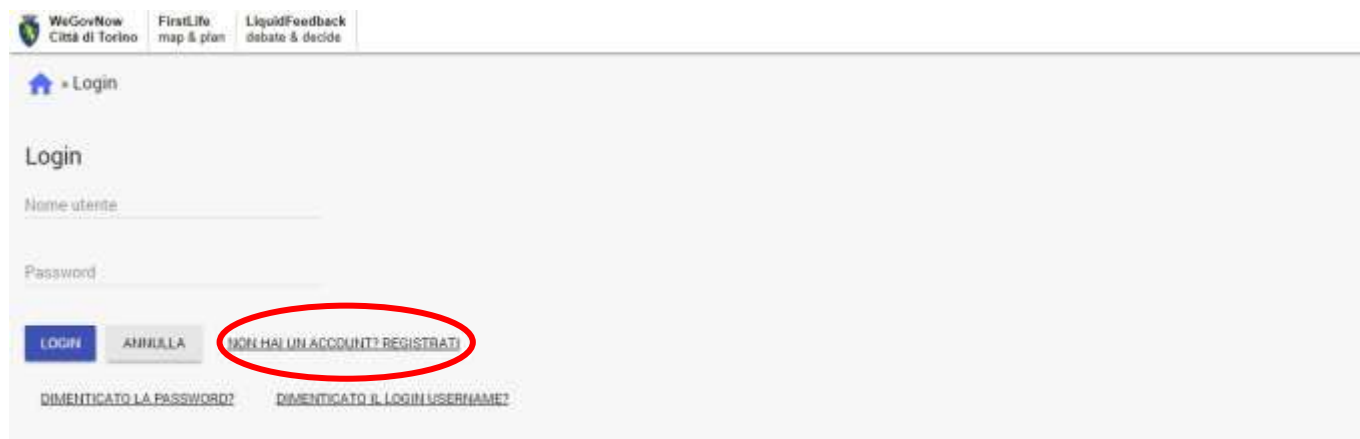 WeGovNow FirstLife LiquidFeedback
Città di Torino map & plan debate & decide
» Login
Login
Nome utente
Password
LOGIN ANNULLA NON HAI UN ACCOUNT? REGISTRATI
DIMENTICATO LA PASSWORD? DIMENTICATO IL LOGIN USERNAME?